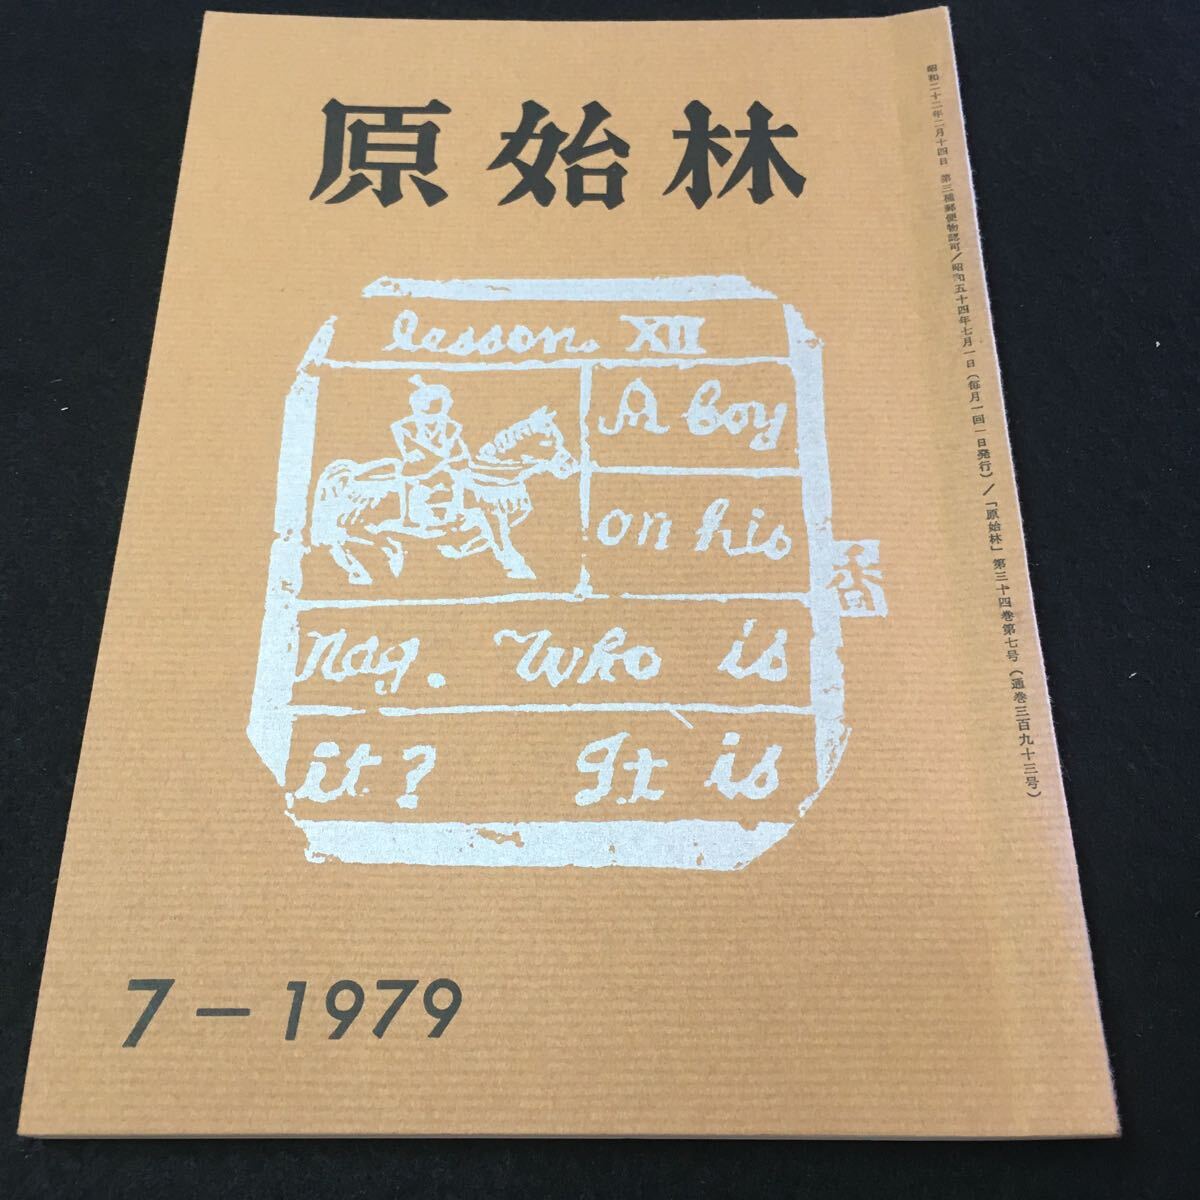 原始林
lesson. XII
A boy
on his
nag. Who is
it? It is
7-1979
昭和二十二年二月十四日 第三種郵便物認可/昭和五十四年七月一日(毎月一回一日発行)/「原始林」第三十四巻第七号(通巻三百九十三号)